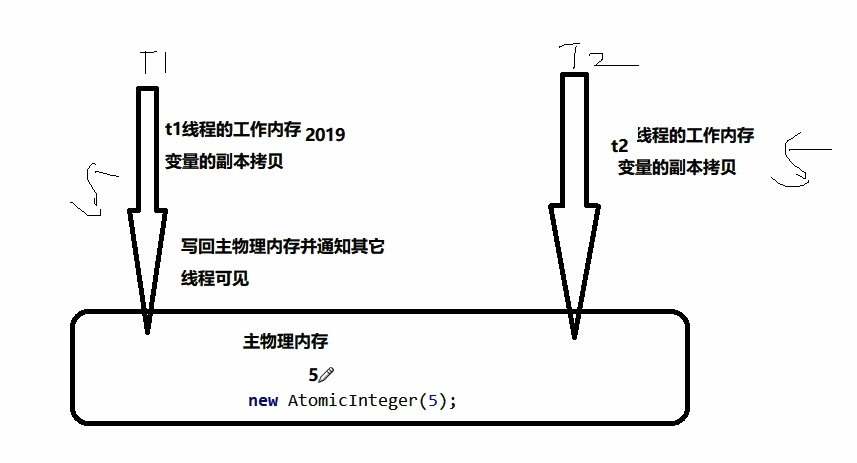 T1
T2
t1线程的工作内存 2019
变量的副本拷贝
5
t2 线程的工作内存
变量的副本拷贝
5
写回主物理内存并通知其它
线程可见
主物理内存
5
new AtomicInteger(5);